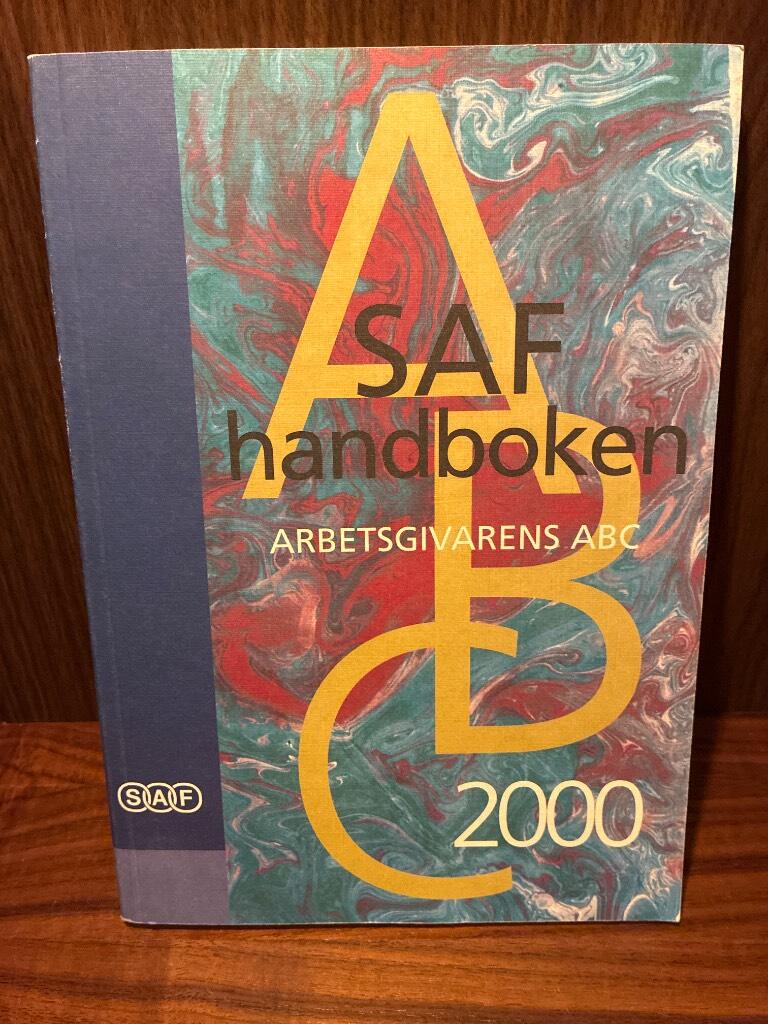 A
SAF
handboken
B
ARBETSGIVARENS ABC
C
SAF
2000